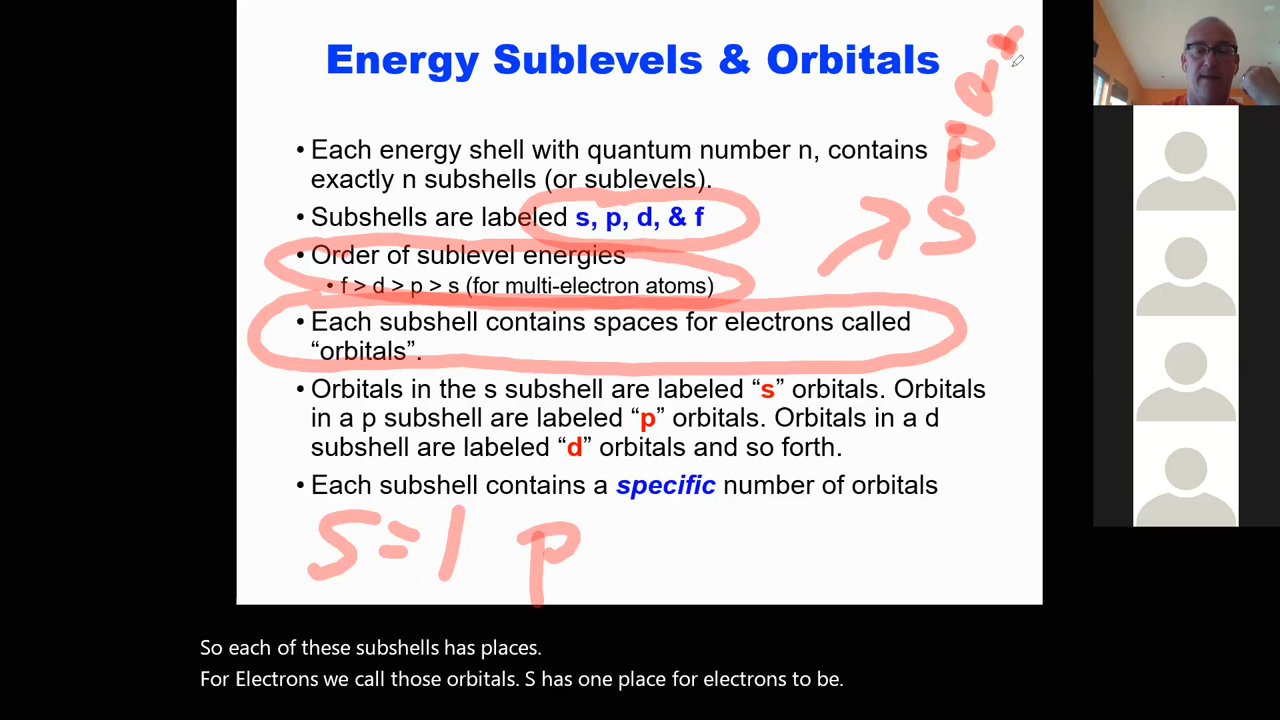 Energy Sublevels & Orbitals
• Each energy shell with quantum number n, contains
exactly n subshells (or sublevels).
• Subshells are labeled s, p, d, & f
• Order of sublevel energies
• f > d > p > s (for multi-electron atoms)
• Each subshell contains spaces for electrons called
“orbitals”.
• Orbitals in the s subshell are labeled “s” orbitals. Orbitals
in a p subshell are labeled “p” orbitals. Orbitals in a d
subshell are labeled “d” orbitals and so forth.
• Each subshell contains a specific number of orbitals
f
d
p
s
s=1 p
So each of these subshells has places.
For Electrons we call those orbitals. S has one place for electrons to be.